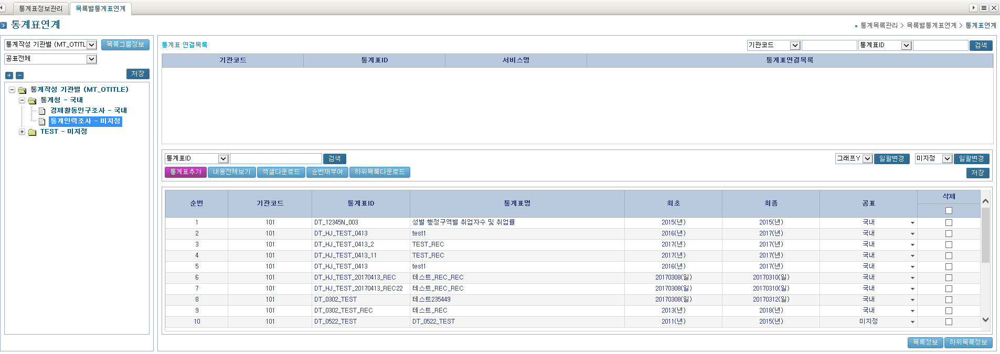 통계표정보관리 목록별통계표연계
통계표연계
통계목록관리 > 목록별통계표연계 > 통계표연계
통계작성 기관별 (MT_OTITL 목록그룹정보
공표전체
저장
통계작성 기관별 (MT_OTITLE)
통계청 - 국내
경제활동인구조사 - 국내
통계인력조사 - 미지정
TEST - 미지정
통계표 연결목록 기관코드 통계표ID 검색
기관코드 통계표ID 서비스명 통계표연결목록
통계표ID 검색 그래프Y 일괄변경 미지정 일괄변경
통계표추가 내용전체보기 엑셀다운로드 순번재부여 하위목록다운로드 저장
순번 기관코드 통계표ID 통계표명 최초 최종 공표 삭제
1 101 DT_12345N_003 성별 행정구역별 취업자수 및 취업률 2015(년) 2015(년) 국내
2 101 DT_HJ_TEST_0413 test1 2016(년) 2017(년) 국내
3 101 DT_HJ_TEST_0413_2 TEST_REC 2017(년) 2017(년) 국내
4 101 DT_HJ_TEST_0413_11 TEST_REC 2017(년) 2017(년) 국내
5 101 DT_HJ_TEST_0413 test1 2016(년) 2017(년) 국내
6 101 DT_HJ_TEST_20170413_REC 테스트_REC_REC 20170308(일) 20170310(일) 국내
7 101 DT_HJ_TEST_20170413_REC22 테스트_REC_REC 20170308(일) 20170310(일) 국내
8 101 DT_0302_TEST 테스트235449 20170308(일) 20170312(일) 국내
9 101 DT_0302_TEST_REC 테스트_REC 2013(년) 2018(년) 국내
10 101 DT_0522_TEST DT_0522_TEST 2011(년) 2015(년) 미지정
목록정보 하위목록정보